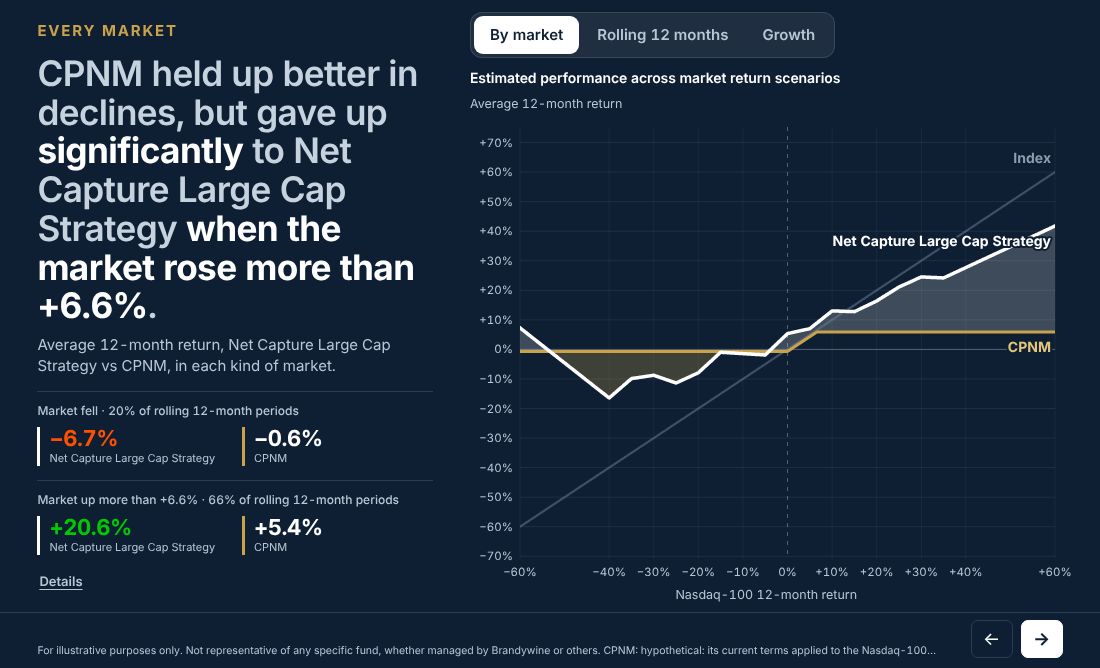 EVERY MARKET
CPNM held up better in
declines, but gave up
significantly to Net
Capture Large Cap
Strategy when the
market rose more than
+6.6%.
Average 12-month return, Net Capture Large Cap
Strategy vs CPNM, in each kind of market.
Market fell · 20% of rolling 12-month periods
−6.7%
Net Capture Large Cap Strategy
−0.6%
CPNM
Market up more than +6.6% · 66% of rolling 12-month periods
+20.6%
Net Capture Large Cap Strategy
+5.4%
CPNM
Details
By market
Rolling 12 months
Growth
Estimated performance across market return scenarios
Average 12-month return
+70%
+60%
+50%
+40%
+30%
+20%
+10%
0%
−10%
−20%
−30%
−40%
−50%
−60%
−70%
Index
Net Capture Large Cap Strategy
CPNM
−60% −40% −30% −20% −10% 0% +10% +20% +30% +40% +60%
Nasdaq-100 12-month return
For illustrative purposes only. Not representative of any specific fund, whether managed by Brandywine or others. CPNM: hypothetical: its current terms applied to the Nasdaq-100...
← →